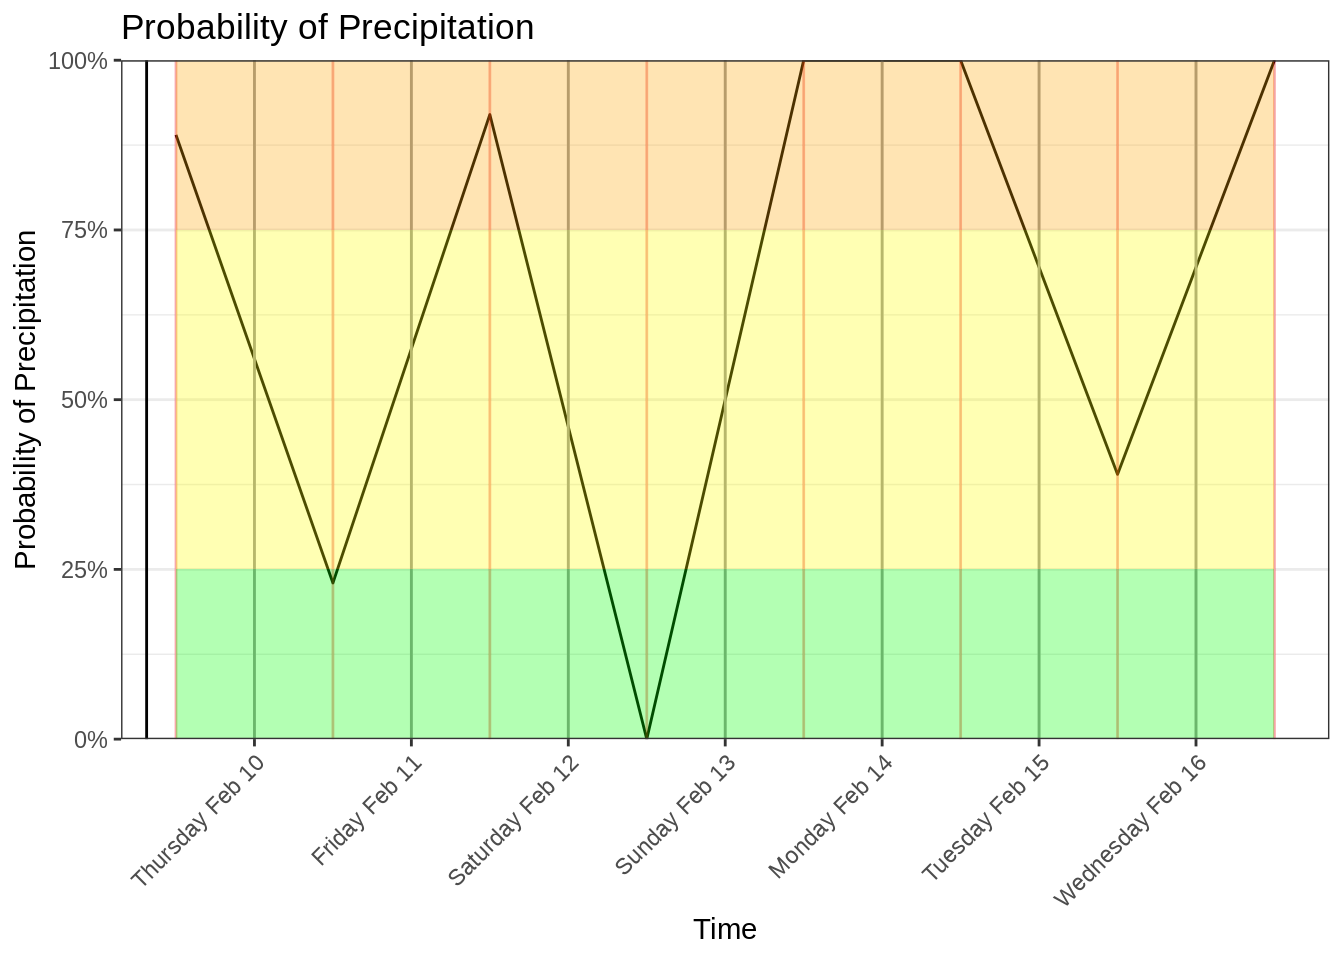 Probability of Precipitation
Probability of Precipitation
100%
75%
50%
25%
0%
Thursday Feb 10
Friday Feb 11
Saturday Feb 12
Sunday Feb 13
Monday Feb 14
Tuesday Feb 15
Wednesday Feb 16
Time